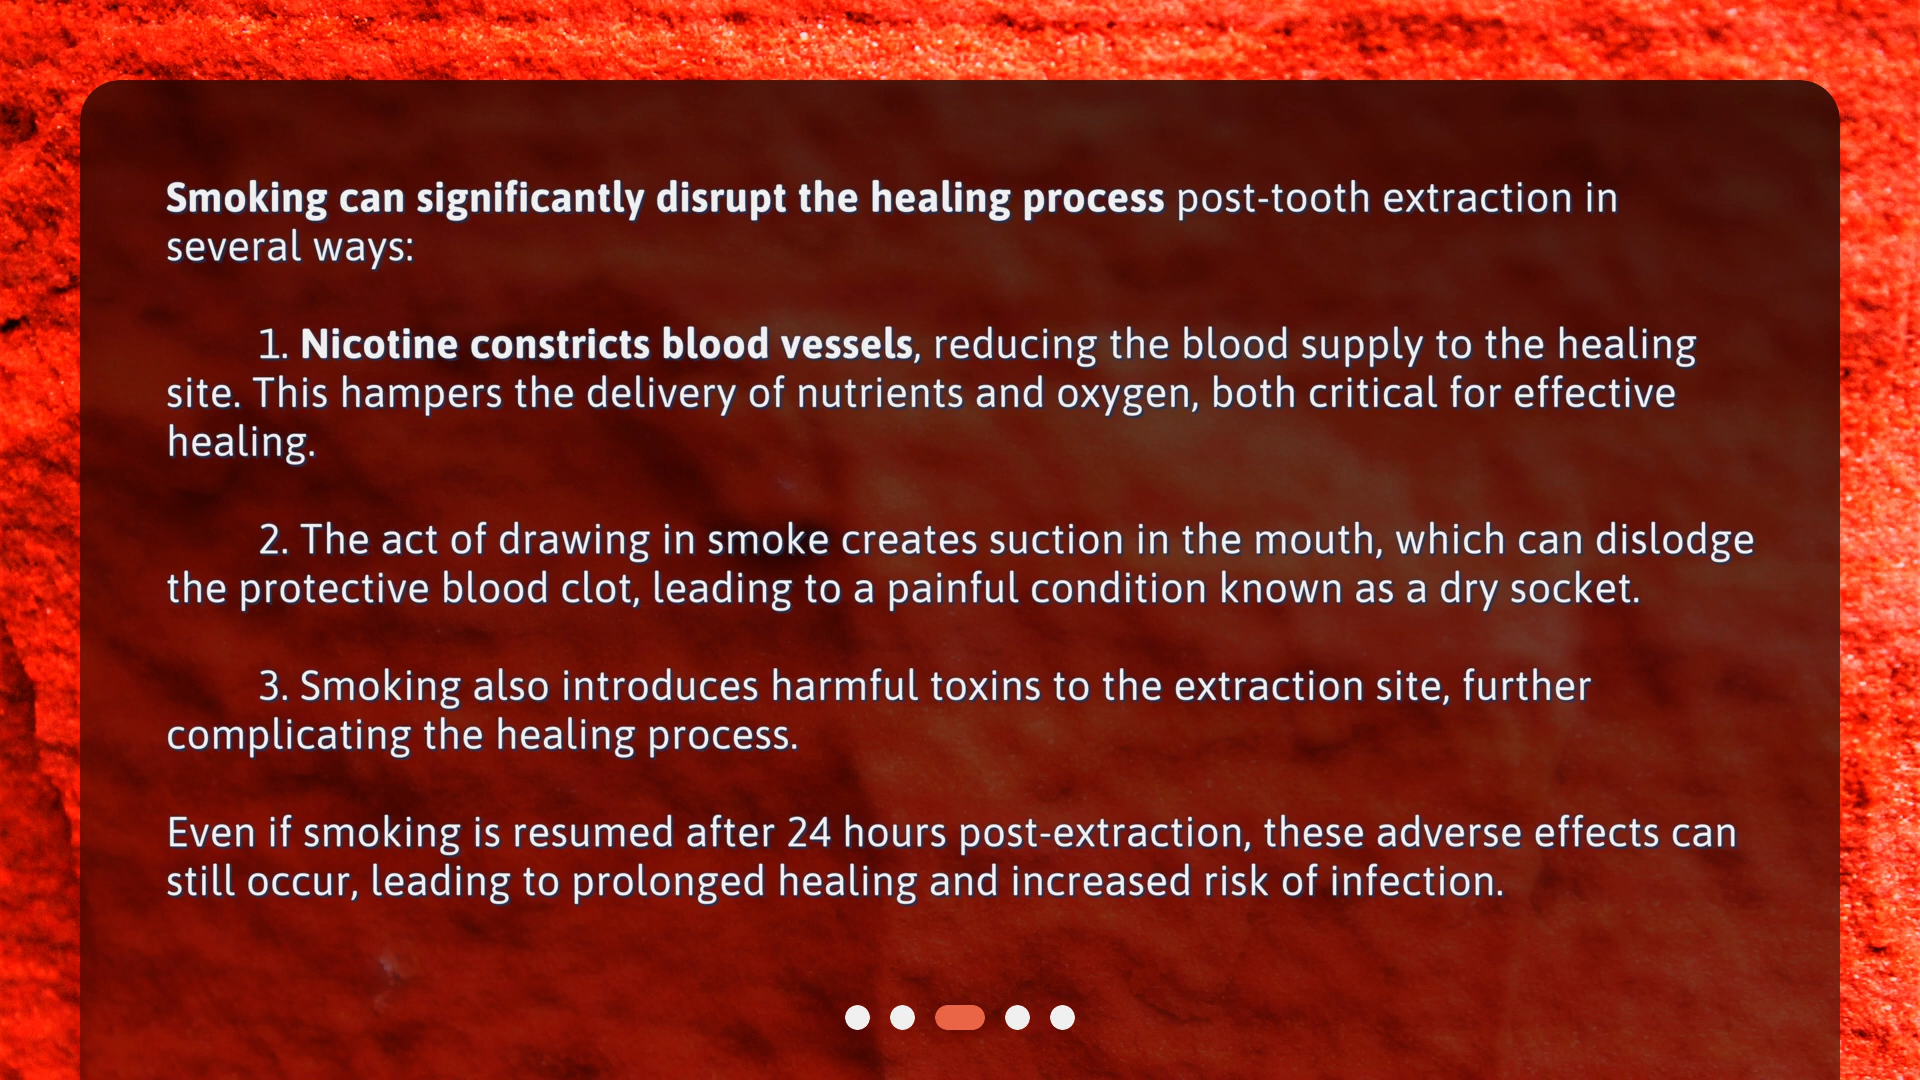 Smoking can significantly disrupt the healing process post-tooth extraction in
several ways:
1. Nicotine constricts blood vessels, reducing the blood supply to the healing
site. This hampers the delivery of nutrients and oxygen, both critical for effective
healing.
2. The act of drawing in smoke creates suction in the mouth, which can dislodge
the protective blood clot, leading to a painful condition known as a dry socket.
3. Smoking also introduces harmful toxins to the extraction site, further
complicating the healing process.
Even if smoking is resumed after 24 hours post-extraction, these adverse effects can
still occur, leading to prolonged healing and increased risk of infection.